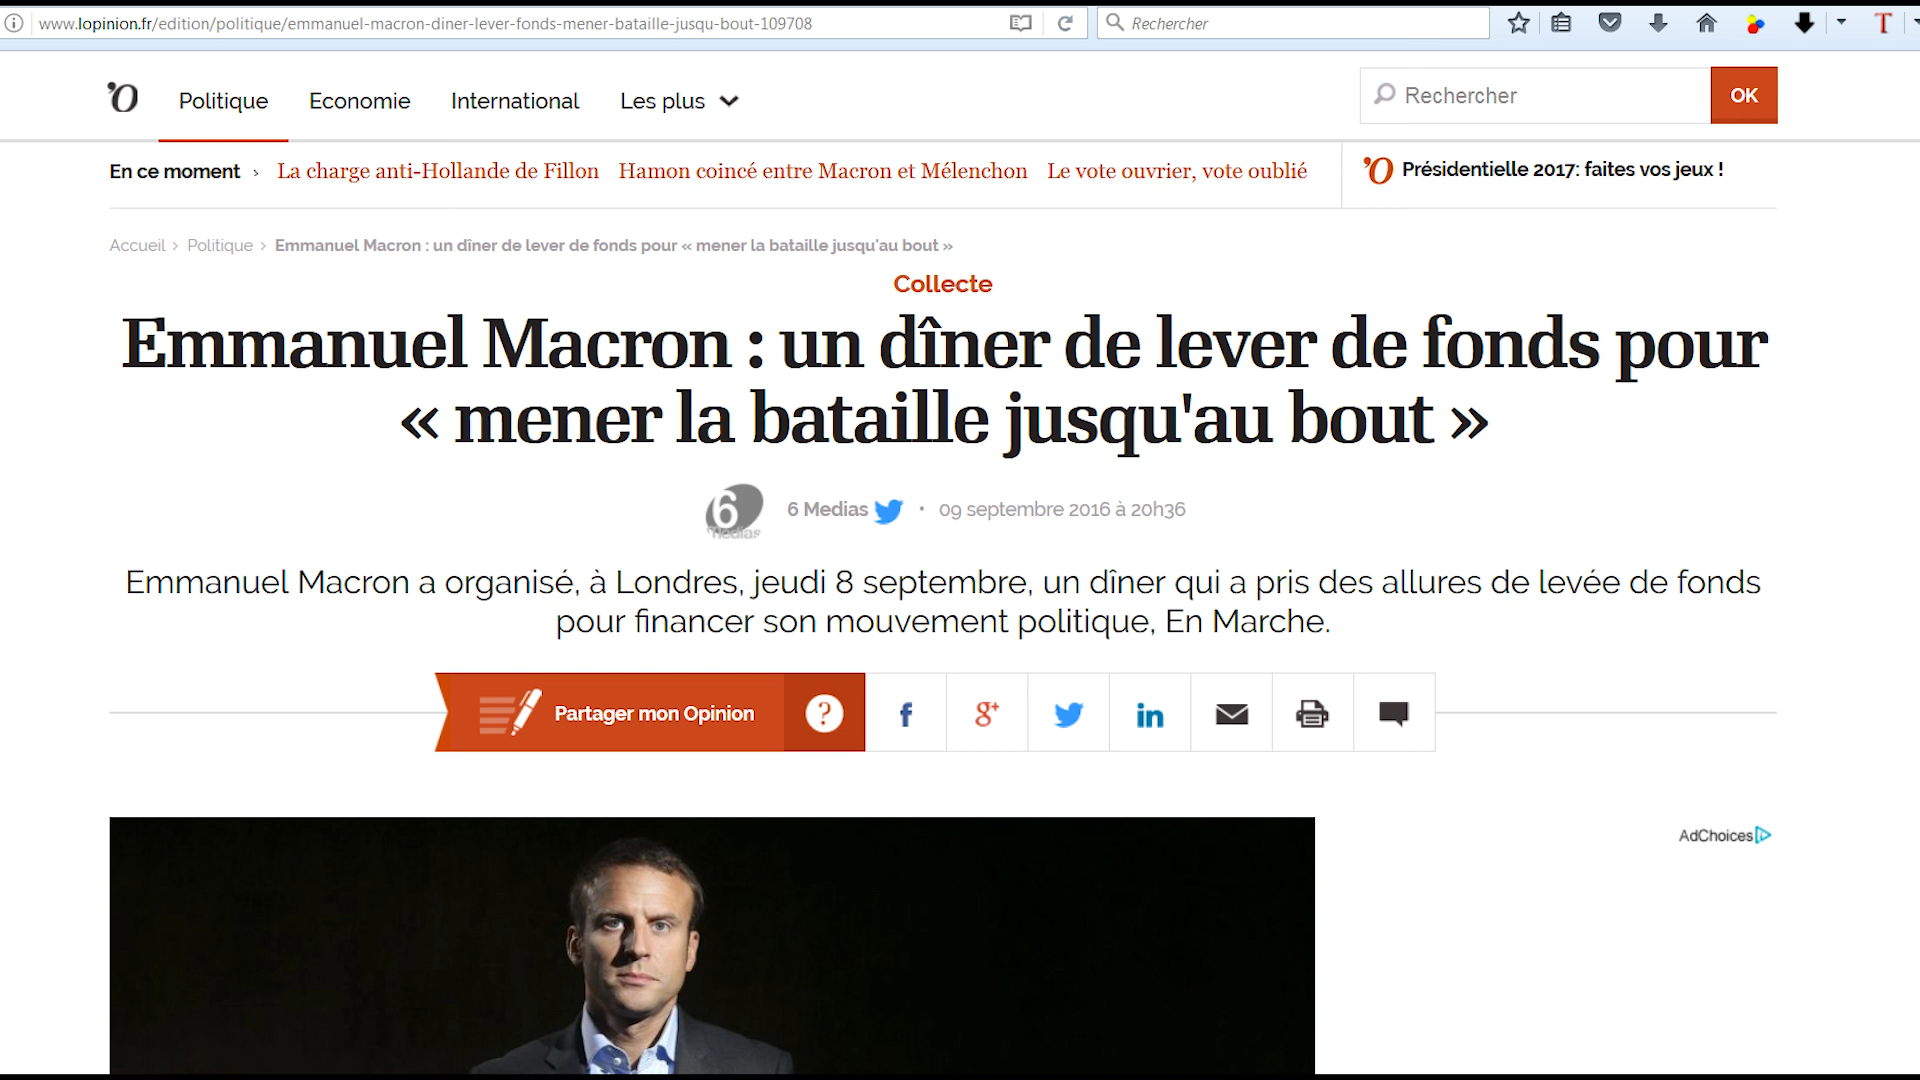 www.lopinion.fr/edition/politique/emmanuel-macron-diner-lever-fonds-mener-bataille-jusqu-bout-109708
Rechercher
T
'O
Politique
Economie
International
Les plus
Rechercher
OK
En ce moment ›
La charge anti-Hollande de Fillon
Hamon coincé entre Macron et Mélenchon
Le vote ouvrier, vote oublié
'O Présidentielle 2017: faites vos jeux !
Accueil › Politique › Emmanuel Macron : un dîner de lever de fonds pour « mener la bataille jusqu'au bout »
Collecte
Emmanuel Macron : un dîner de lever de fonds pour
« mener la bataille jusqu'au bout »
6 Medias
6 Medias • 09 septembre 2016 à 20h36
Emmanuel Macron a organisé, à Londres, jeudi 8 septembre, un dîner qui a pris des allures de levée de fonds
pour financer son mouvement politique, En Marche.
Partager mon Opinion
?
f
g+
in
AdChoices